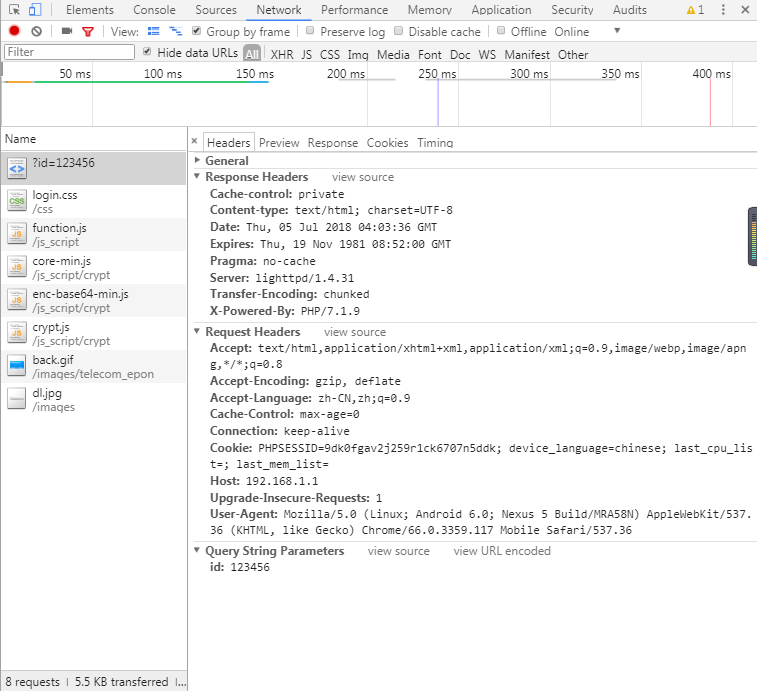 Elements Console Sources Network Performance Memory Application Security Audits 1
View: Group by frame Preserve log Disable cache Offline Online
Filter Hide data URLs All XHR JS CSS Img Media Font Doc WS Manifest Other
50 ms 100 ms 150 ms 200 ms 250 ms 300 ms 350 ms 400 ms
Name
?id=123456
login.css
/css
function.js
/js_script
core-min.js
/js_script/crypt
enc-base64-min.js
/js_script/crypt
crypt.js
/js_script/crypt
back.gif
/images/telecom_epon
dl.jpg
/images
8 requests | 5.5 KB transferred | ...
× Headers Preview Response Cookies Timing
General
Response Headers view source
Cache-control: private
Content-type: text/html; charset=UTF-8
Date: Thu, 05 Jul 2018 04:03:36 GMT
Expires: Thu, 19 Nov 1981 08:52:00 GMT
Pragma: no-cache
Server: lighttpd/1.4.31
Transfer-Encoding: chunked
X-Powered-By: PHP/7.1.9
Request Headers view source
Accept: text/html,application/xhtml+xml,application/xml;q=0.9,image/webp,image/apn
g,*/*;q=0.8
Accept-Encoding: gzip, deflate
Accept-Language: zh-CN,zh;q=0.9
Cache-Control: max-age=0
Connection: keep-alive
Cookie: PHPSESSID=9dk0fgav2j259r1ck6707n5ddk; device_language=chinese; last_cpu_lis
t=; last_mem_list=
Host: 192.168.1.1
Upgrade-Insecure-Requests: 1
User-Agent: Mozilla/5.0 (Linux; Android 6.0; Nexus 5 Build/MRA58N) AppleWebKit/537.
36 (KHTML, like Gecko) Chrome/66.0.3359.117 Mobile Safari/537.36
Query String Parameters view source view URL encoded
id: 123456